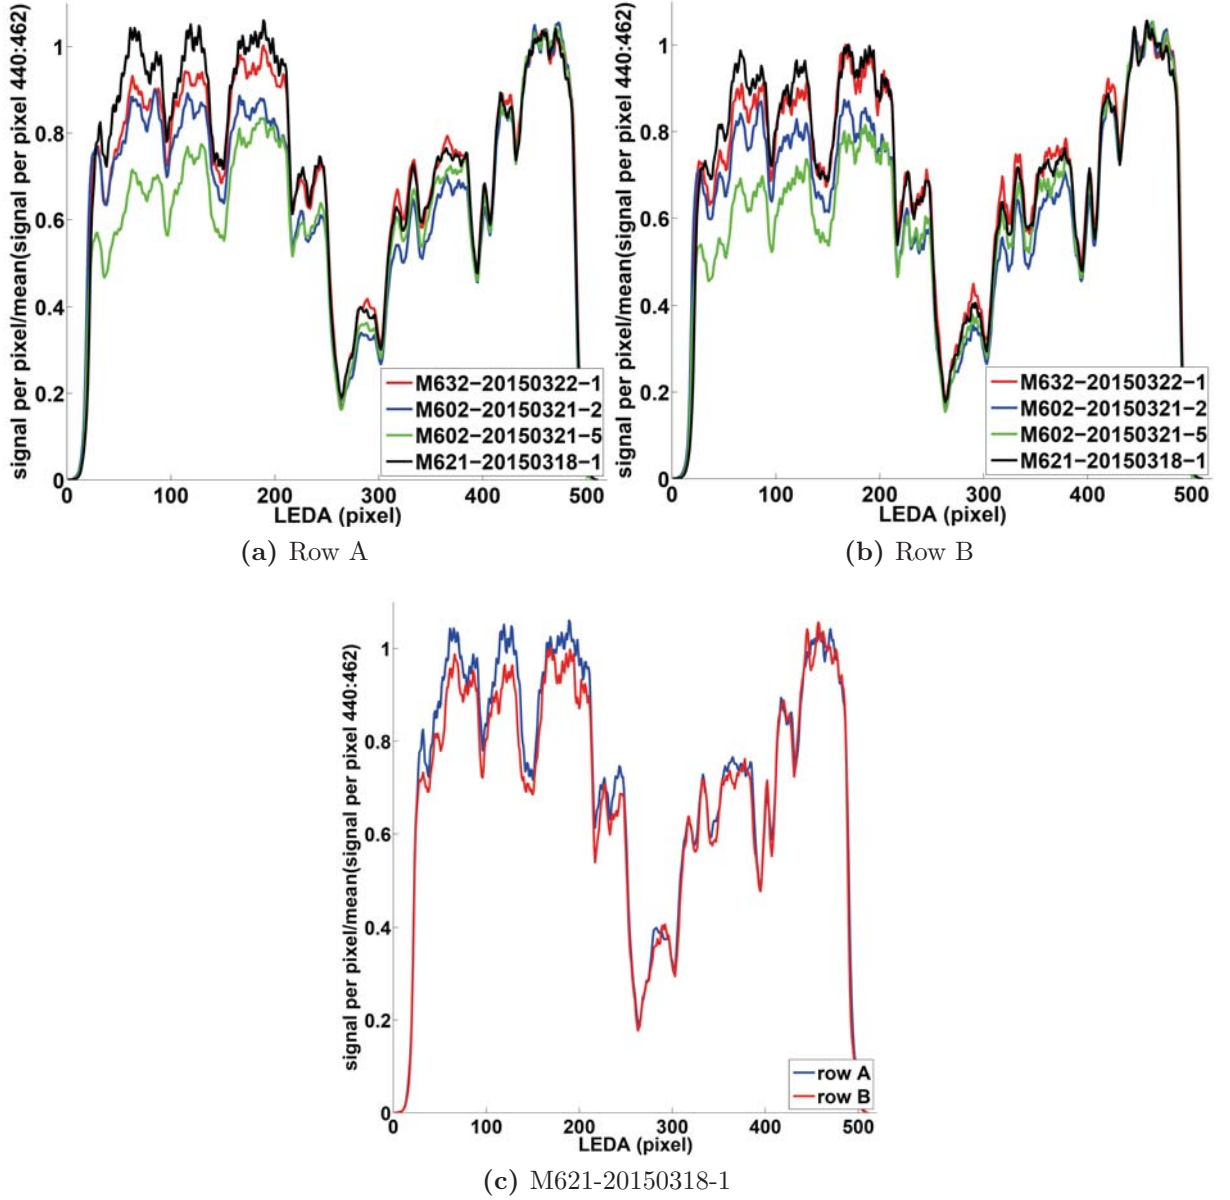 signal per pixel/mean(signal per pixel 440:462)
1
0.8
0.6
0.4
0.2
0
0 100 200 300 400 500
LEDA (pixel)
M632-20150322-1
M602-20150321-2
M602-20150321-5
M621-20150318-1
(a) Row A
signal per pixel/mean(signal per pixel 440:462)
1
0.8
0.6
0.4
0.2
0
0 100 200 300 400 500
LEDA (pixel)
M632-20150322-1
M602-20150321-2
M602-20150321-5
M621-20150318-1
(b) Row B
signal per pixel/mean(signal per pixel 440:462)
1
0.8
0.6
0.4
0.2
0
0 100 200 300 400 500
LEDA (pixel)
row A
row B
(c) M621-20150318-1